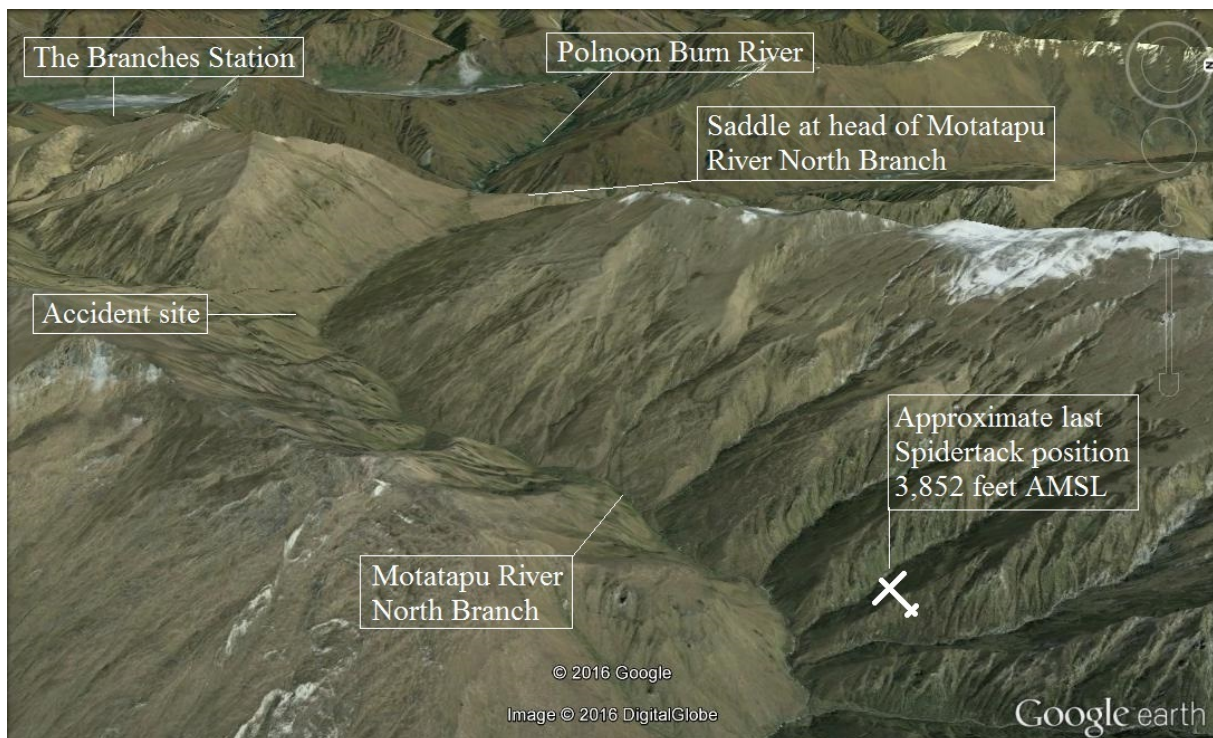 The Branches Station
Polnoon Burn River
Saddle at head of Motatapu
River North Branch
Accident site
Approximate last
Spidertack position
3,852 feet AMSL
Motatapu River
North Branch
© 2016 Google
Image © 2016 DigitalGlobe
Google earth
N